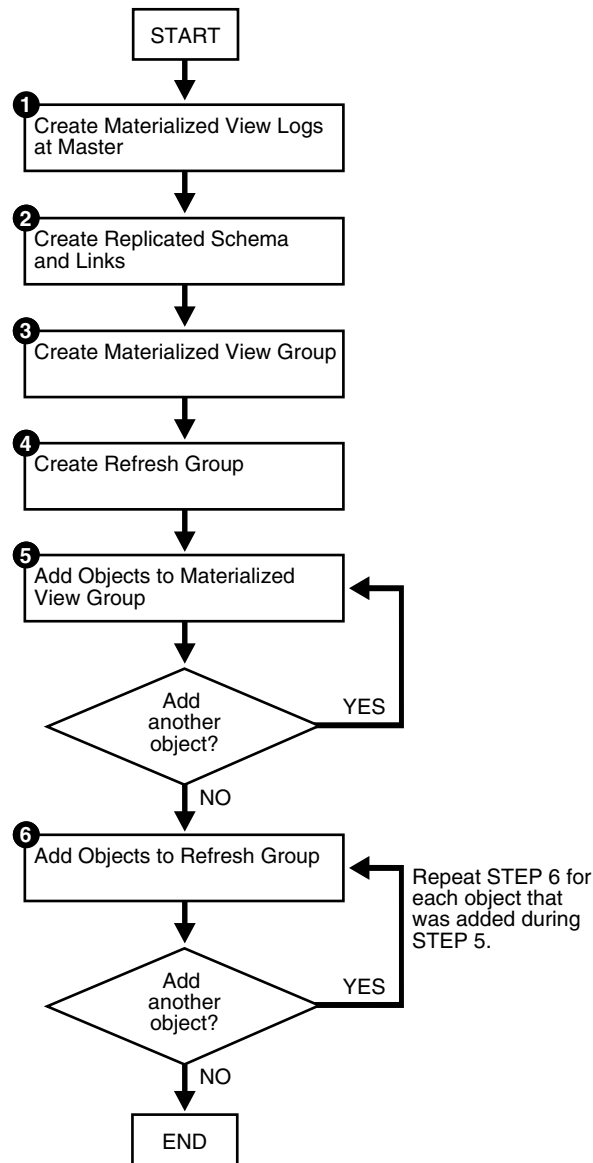 START
1
Create Materialized View Logs
at Master
2
Create Replicated Schema
and Links
3
Create Materialized View Group
4
Create Refresh Group
5
Add Objects to Materialized
View Group
Add
another
object?
YES
NO
6
Add Objects to Refresh Group
Repeat STEP 6 for
each object that
was added during
STEP 5.
Add
another
object?
YES
NO
END